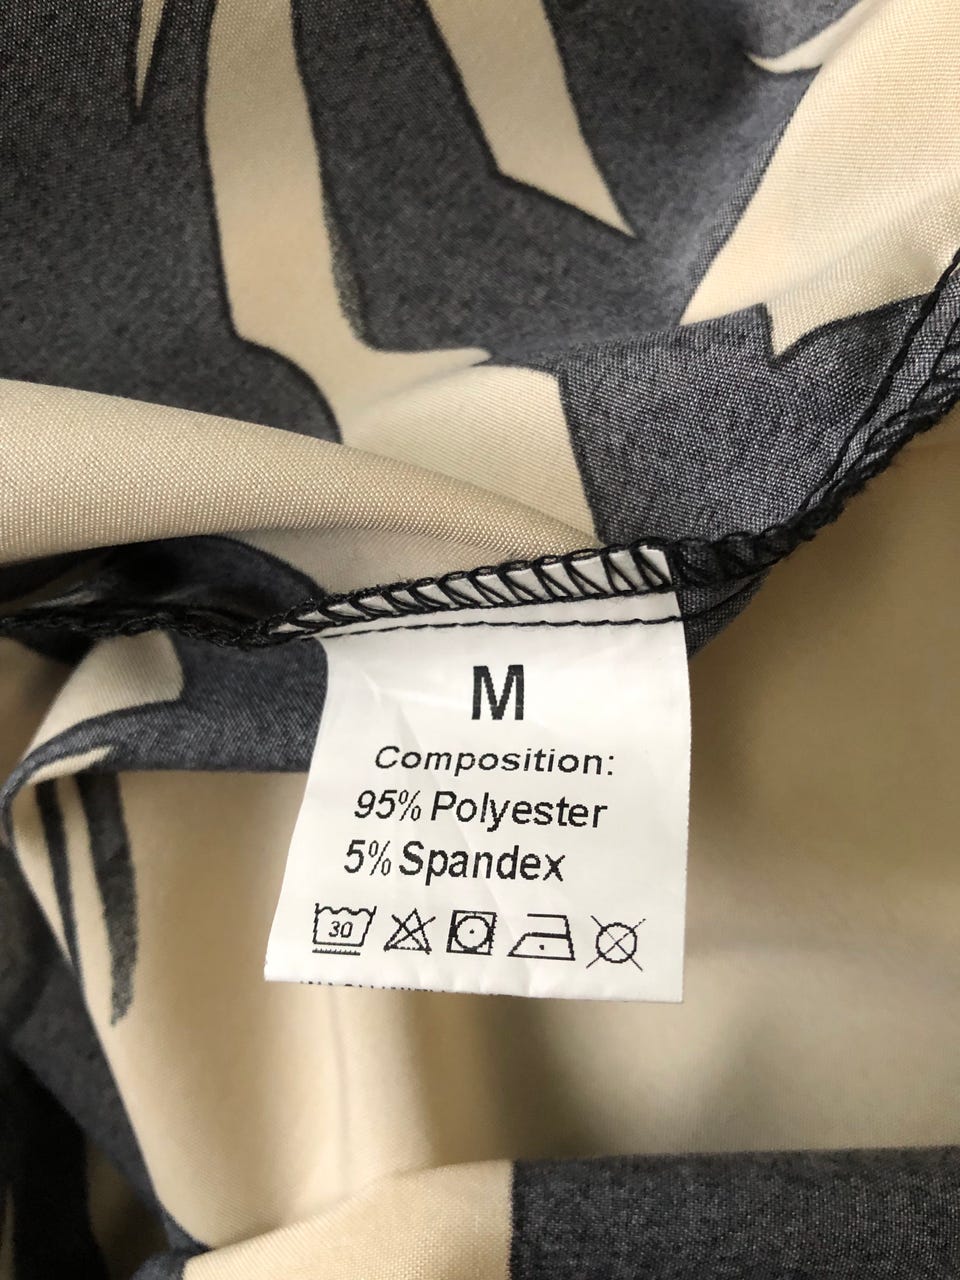 M
Composition:
95% Polyester
5% Spandex
30